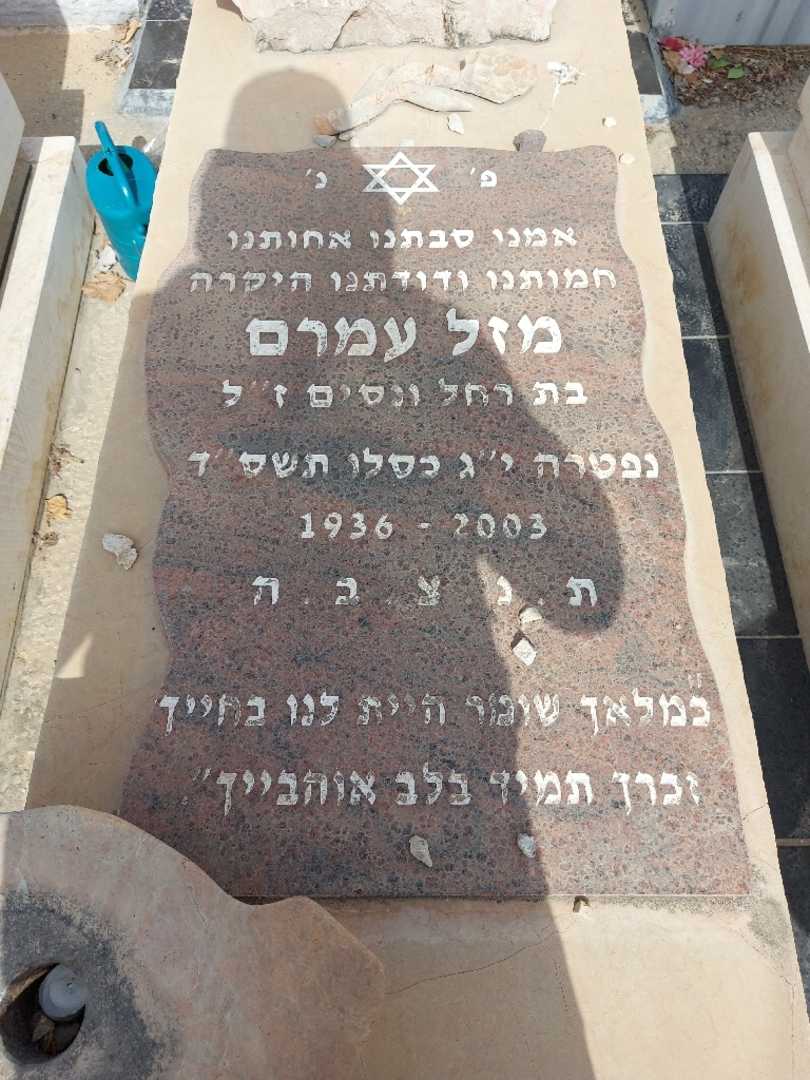 פ' נ'
אמנו סבתנו אחותנו
חמותנו ודודתנו היקרה
מזל עמרם
בת רחל ונסים ז״ל
נפטרה י״ג כסלו תשס״ד
1936 - 2003
ת . נ . צ . ב . ה
"כמלאך שומר היית לנו בחייך
זכרך תמיד בלב אוהבייך".